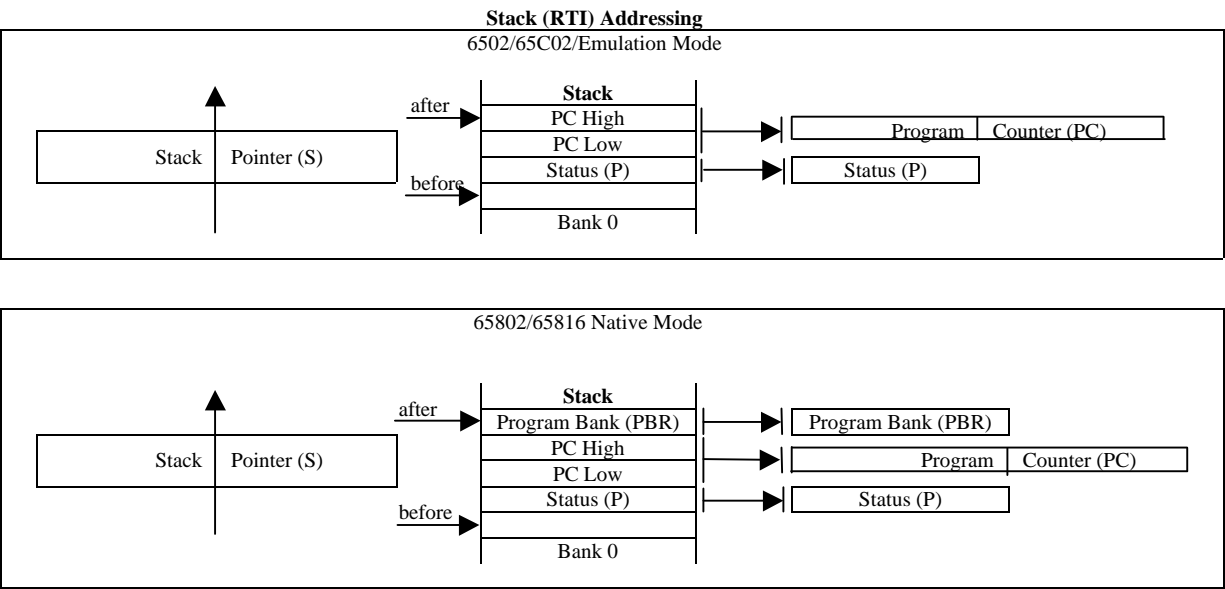 Stack (RTI) Addressing
6502/65C02/Emulation Mode
Stack
after
PC High
Program Counter (PC)
PC Low
Stack Pointer (S)
Status (P)
Status (P)
before
Bank 0
65802/65816 Native Mode
Stack
after
Program Bank (PBR)
Program Bank (PBR)
PC High
Stack Pointer (S)
Program Counter (PC)
PC Low
Status (P)
Status (P)
before
Bank 0